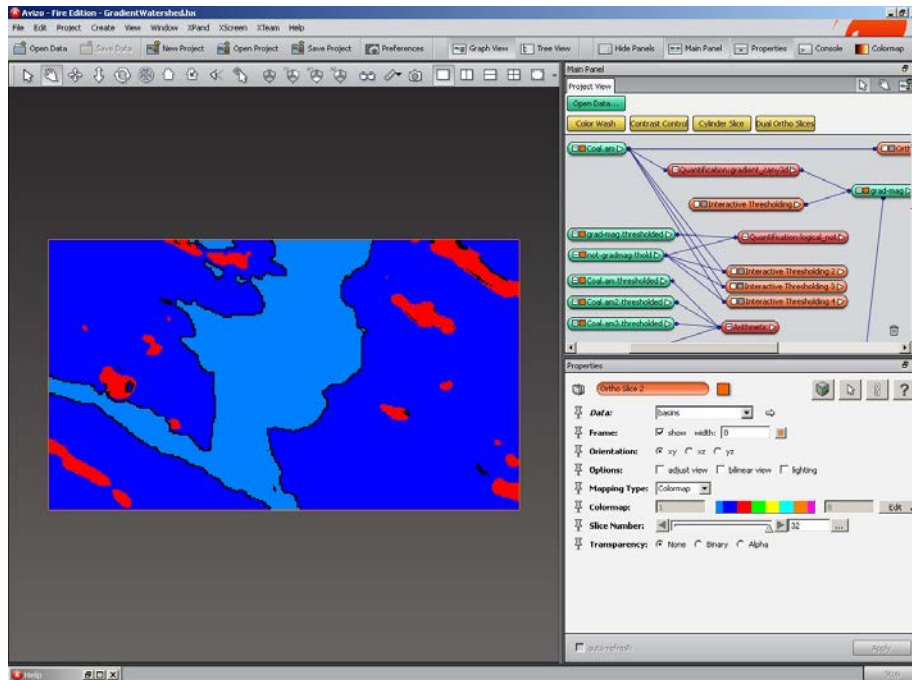 Avizo - Fire Edition - GradientWatershed.hx
File Edit Project Create View Window XPand XScreen XTeam Help
Open Data Save Data New Project Open Project Save Project Preferences Graph View Tree View Hide Panels Main Panel Properties Console Colormap
Main Panel
Project View
Open Data...
Color Wash Contrast Control Cylinder Slice Dual Ortho Slices
Coal.am Orth
Quantification:gradient_cany3d
grad-mag
Interactive Thresholding
grad-mag.thresholded Quantification:logical_not
not-gradmag-thold
Interactive Thresholding 2
Coal.am.thresholded Interactive Thresholding 3
Coal.am2.thresholded Interactive Thresholding 4
Coal.am3.thresholded Arithmetic
Properties
Ortho Slice 2 ?
Data: basins
Frame: show width: 0
Orientation: xy xz yz
Options: adjust view bilinear view lighting
Mapping Type: Colormap
Colormap: 1 8 Edit
Slice Number: 32 ...
Transparency: None Binary Alpha
auto-refresh Apply
Help Stop